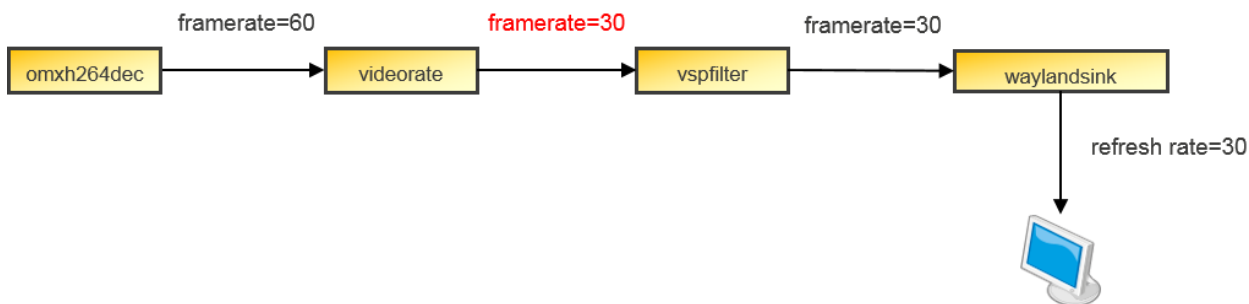 framerate=60
framerate=30
framerate=30
omxh264dec
videorate
vspfilter
waylandsink
refresh rate=30